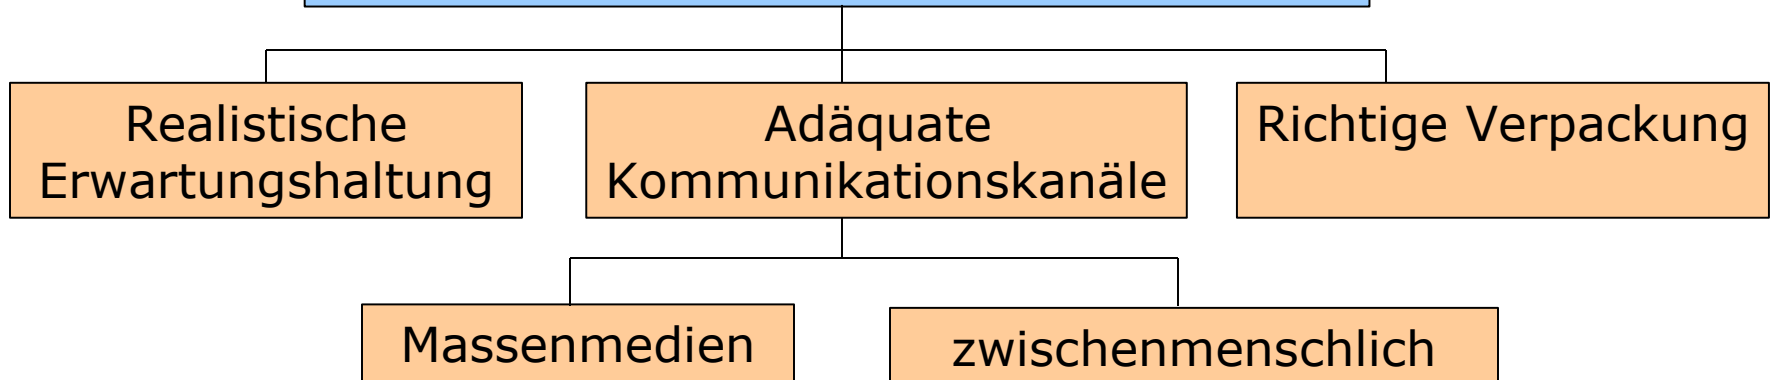 Realistische
Erwartungshaltung
Adäquate
Kommunikationskanäle
Richtige Verpackung
Massenmedien
zwischenmenschlich